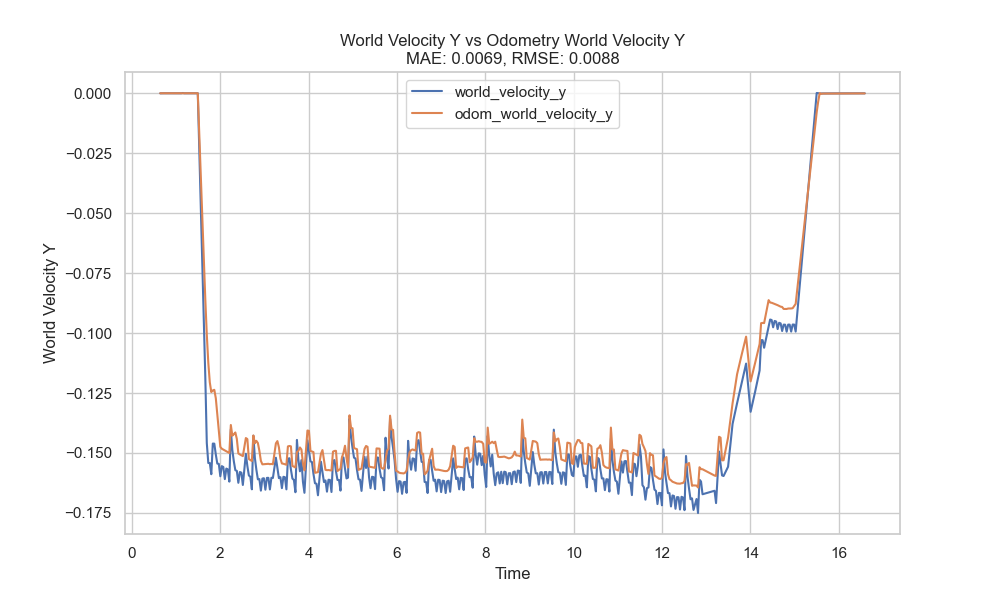 World Velocity Y vs Odometry World Velocity Y
MAE: 0.0069, RMSE: 0.0088
world_velocity_y
odom_world_velocity_y
World Velocity Y
0.000
−0.025
−0.050
−0.075
−0.100
−0.125
−0.150
−0.175
0 2 4 6 8 10 12 14 16
Time